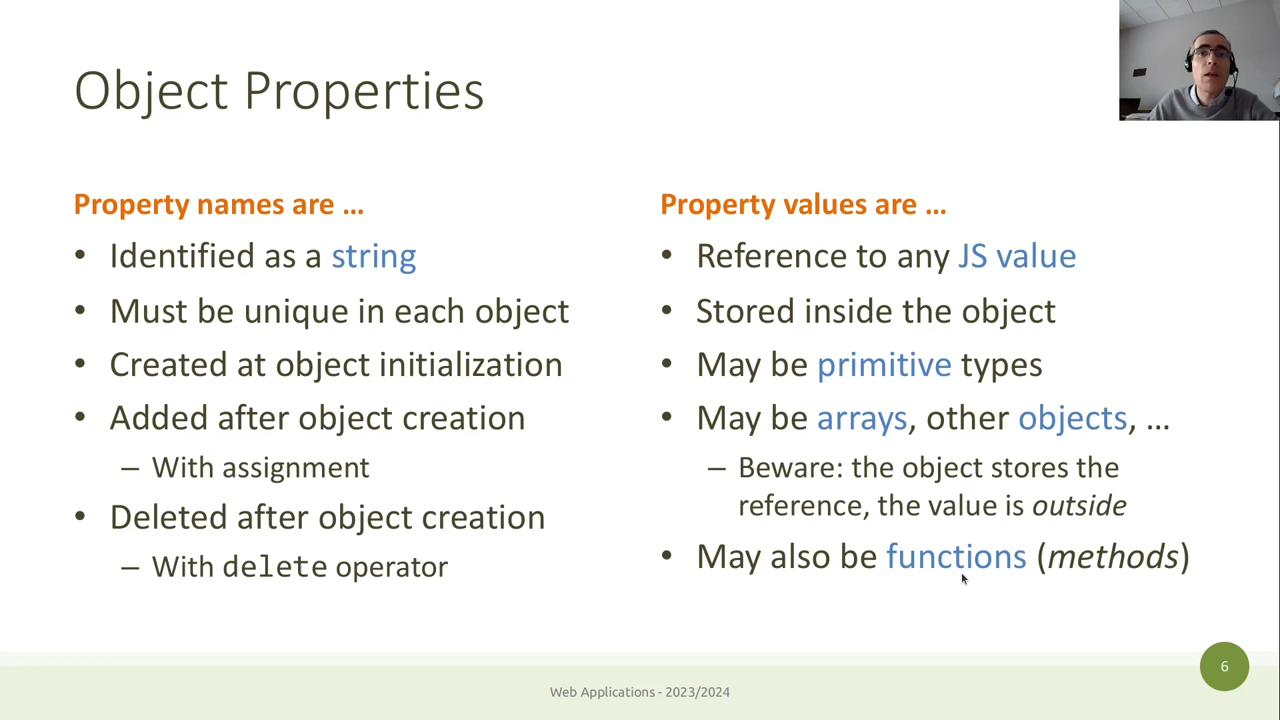 Object Properties
Property names are …
• Identified as a string
• Must be unique in each object
• Created at object initialization
• Added after object creation
– With assignment
• Deleted after object creation
– With delete operator
Property values are …
• Reference to any JS value
• Stored inside the object
• May be primitive types
• May be arrays, other objects, …
– Beware: the object stores the
reference, the value is outside
• May also be functions (methods)
Web Applications - 2023/2024
6